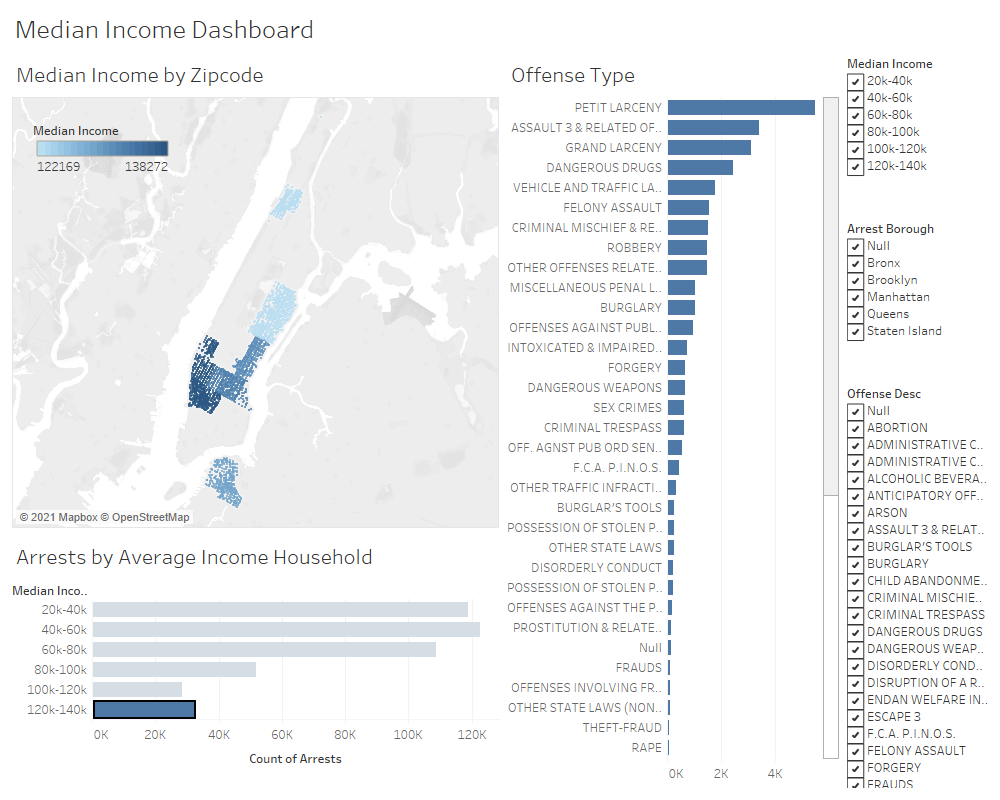 Median Income Dashboard
Median Income by Zipcode
Median Income
122169 138272
© 2021 Mapbox © OpenStreetMap
Arrests by Average Income Household
Median Inco..
20k-40k
40k-60k
60k-80k
80k-100k
100k-120k
120k-140k
0K 20K 40K 60K 80K 100K 120K
Count of Arrests
Offense Type
PETIT LARCENY
ASSAULT 3 & RELATED OF..
GRAND LARCENY
DANGEROUS DRUGS
VEHICLE AND TRAFFIC LA..
FELONY ASSAULT
CRIMINAL MISCHIEF & RE..
ROBBERY
OTHER OFFENSES RELATE..
MISCELLANEOUS PENAL L..
BURGLARY
OFFENSES AGAINST PUBL..
INTOXICATED & IMPAIRED..
FORGERY
DANGEROUS WEAPONS
SEX CRIMES
CRIMINAL TRESPASS
OFF. AGNST PUB ORD SEN..
F.C.A. P.I.N.O.S.
OTHER TRAFFIC INFRACTI..
BURGLAR'S TOOLS
POSSESSION OF STOLEN P..
OTHER STATE LAWS
DISORDERLY CONDUCT
POSSESSION OF STOLEN P..
OFFENSES AGAINST THE P..
PROSTITUTION & RELATE..
Null
FRAUDS
OFFENSES INVOLVING FR..
OTHER STATE LAWS (NON..
THEFT-FRAUD
RAPE
0K 2K 4K
Median Income
20k-40k
40k-60k
60k-80k
80k-100k
100k-120k
120k-140k
Arrest Borough
Null
Bronx
Brooklyn
Manhattan
Queens
Staten Island
Offense Desc
Null
ABORTION
ADMINISTRATIVE C..
ADMINISTRATIVE C..
ALCOHOLIC BEVERA..
ANTICIPATORY OFF..
ARSON
ASSAULT 3 & RELAT..
BURGLAR'S TOOLS
BURGLARY
CHILD ABANDONME..
CRIMINAL MISCHIE..
CRIMINAL TRESPASS
DANGEROUS DRUGS
DANGEROUS WEAP..
DISORDERLY COND..
DISRUPTION OF A R..
ENDAN WELFARE IN..
ESCAPE 3
F.C.A. P.I.N.O.S.
FELONY ASSAULT
FORGERY
FRAUDS